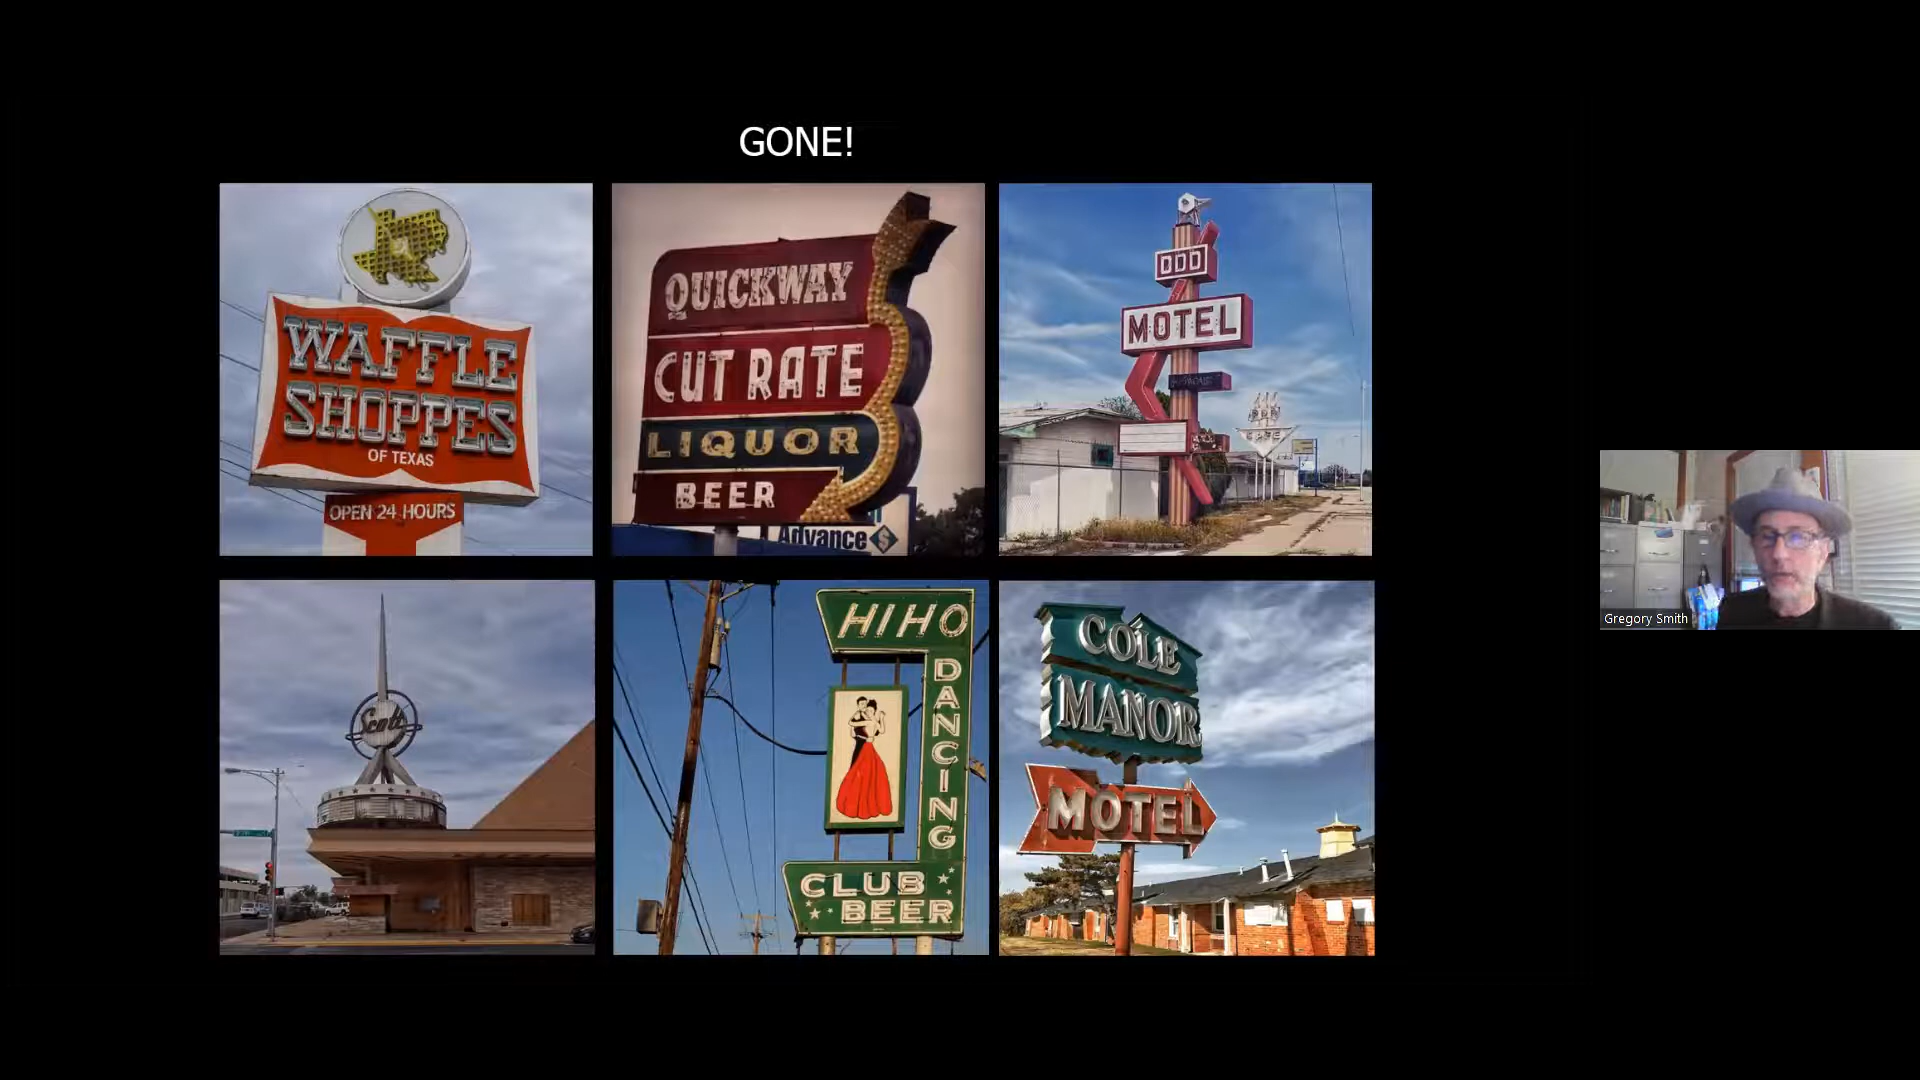 GONE!
WAFFLE
SHOPPES
OF TEXAS
OPEN 24 HOURS
QUICKWAY
CUT RATE
LIQUOR
BEER
Advance
$
MOTEL
Scott
HIHO
DANCING
CLUB
BEER
COLE
MANOR
MOTEL
Gregory Smith